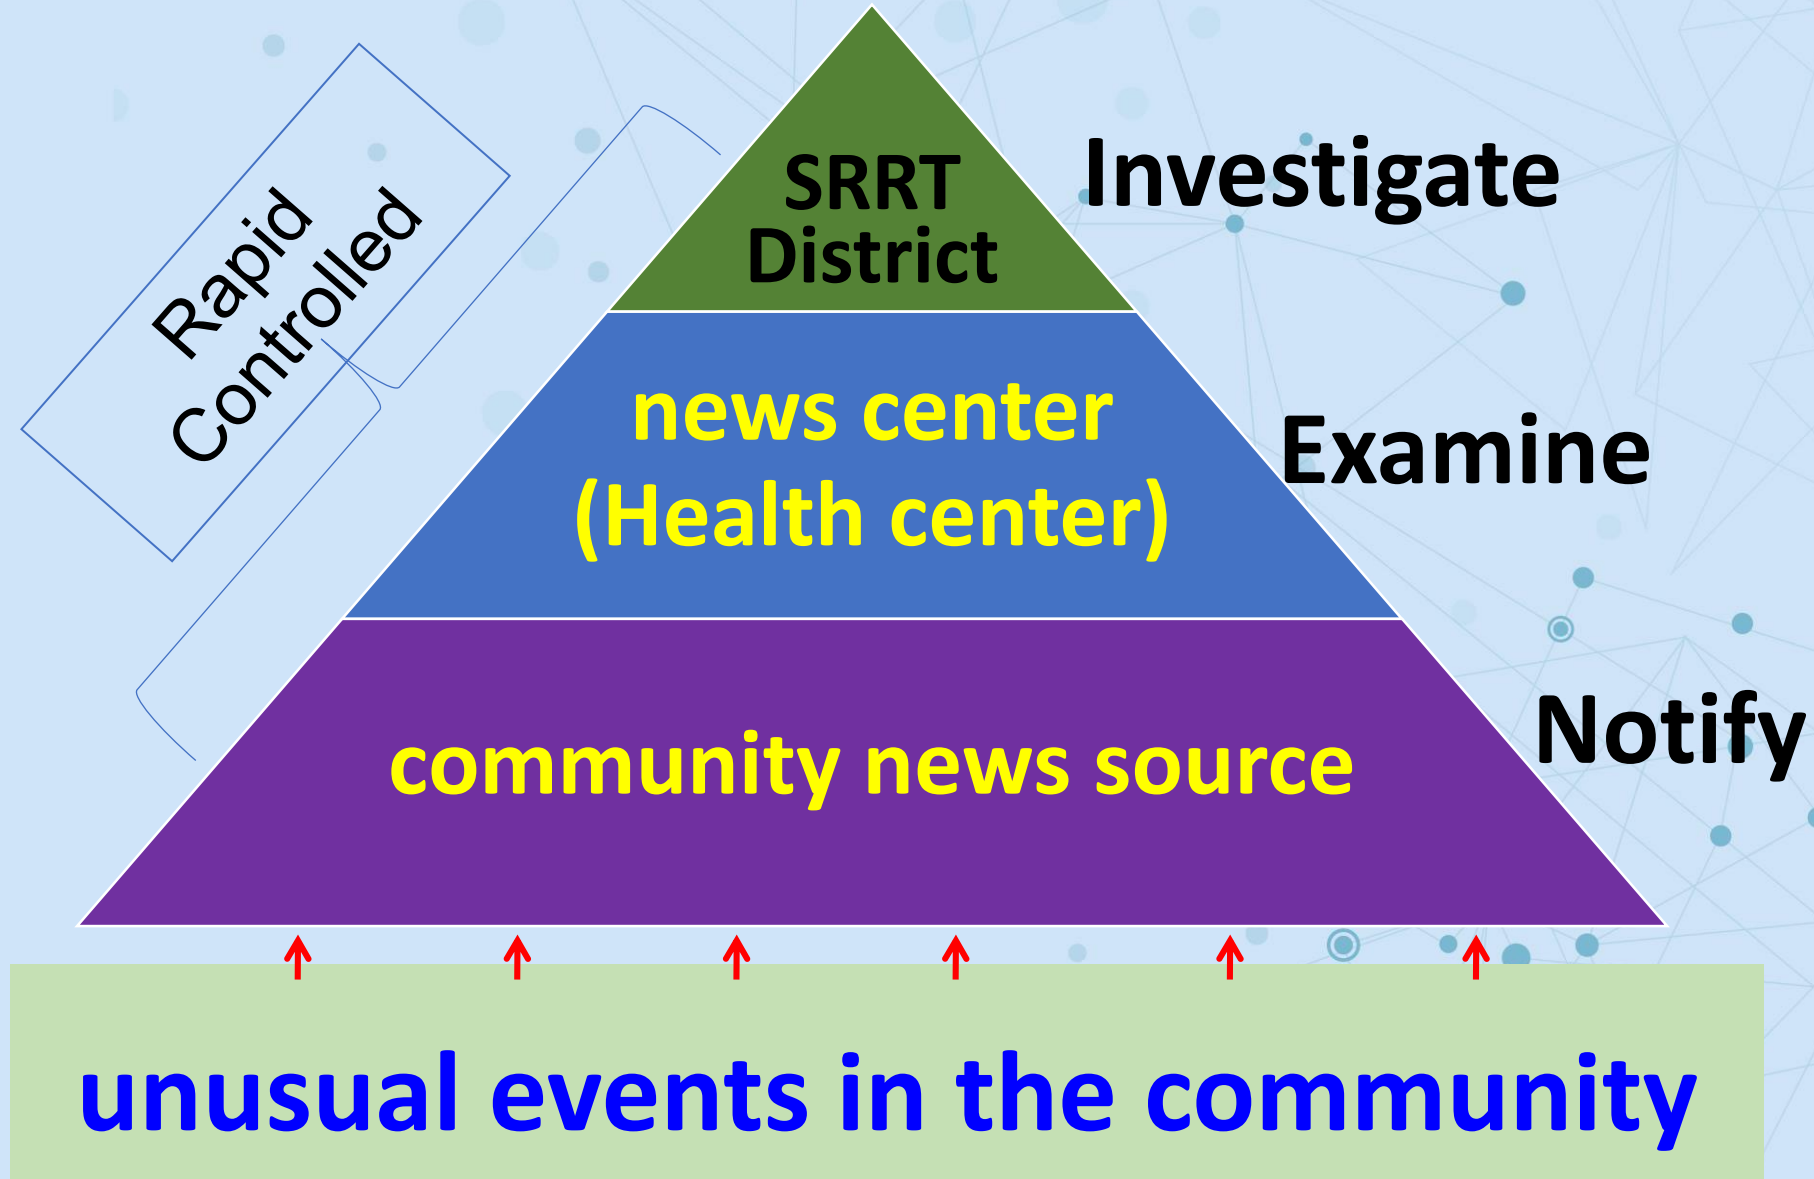 Rapid
Controlled
SRRT
District
Investigate
news center
(Health center)
Examine
community news source
Notify
unusual events in the community